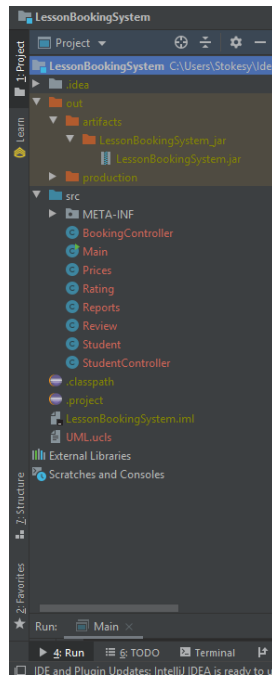 LessonBookingSystem
1: Project
Project
LessonBookingSystem C:\Users\Stokesy\Ide
.idea
out
artifacts
LessonBookingSystem_jar
LessonBookingSystem.jar
production
src
META-INF
BookingController
Main
Prices
Rating
Reports
Review
Student
StudentController
.classpath
.project
LessonBookingSystem.iml
UML.ucls
External Libraries
Scratches and Consoles
Learn
7: Structure
2: Favorites
Run: Main
4: Run 6: TODO Terminal
IDE and Plugin Updates: IntelliJ IDEA is ready to u